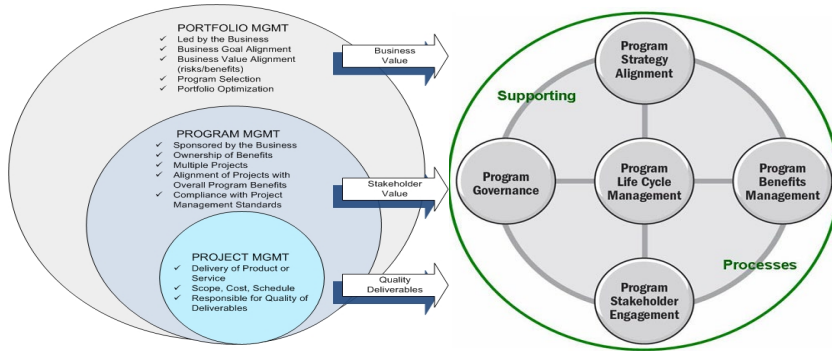 PORTFOLIO MGMT
✓ Led by the Business
✓ Business Goal Alignment
✓ Business Value Alignment
(risks/benefits)
✓ Program Selection
✓ Portfolio Optimization
PROGRAM MGMT
✓ Sponsored by the Business
✓ Ownership of Benefits
✓ Multiple Projects
✓ Alignment of Projects with
Overall Program Benefits
✓ Compliance with Project
Management Standards
PROJECT MGMT
✓ Delivery of Product or
Service
✓ Scope, Cost, Schedule
✓ Responsible for Quality of
Deliverables
Business
Value
Stakeholder
Value
Quality
Deliverables
Program
Strategy
Alignment
Supporting
Program
Governance
Program
Life Cycle
Management
Program
Benefits
Management
Processes
Program
Stakeholder
Engagement